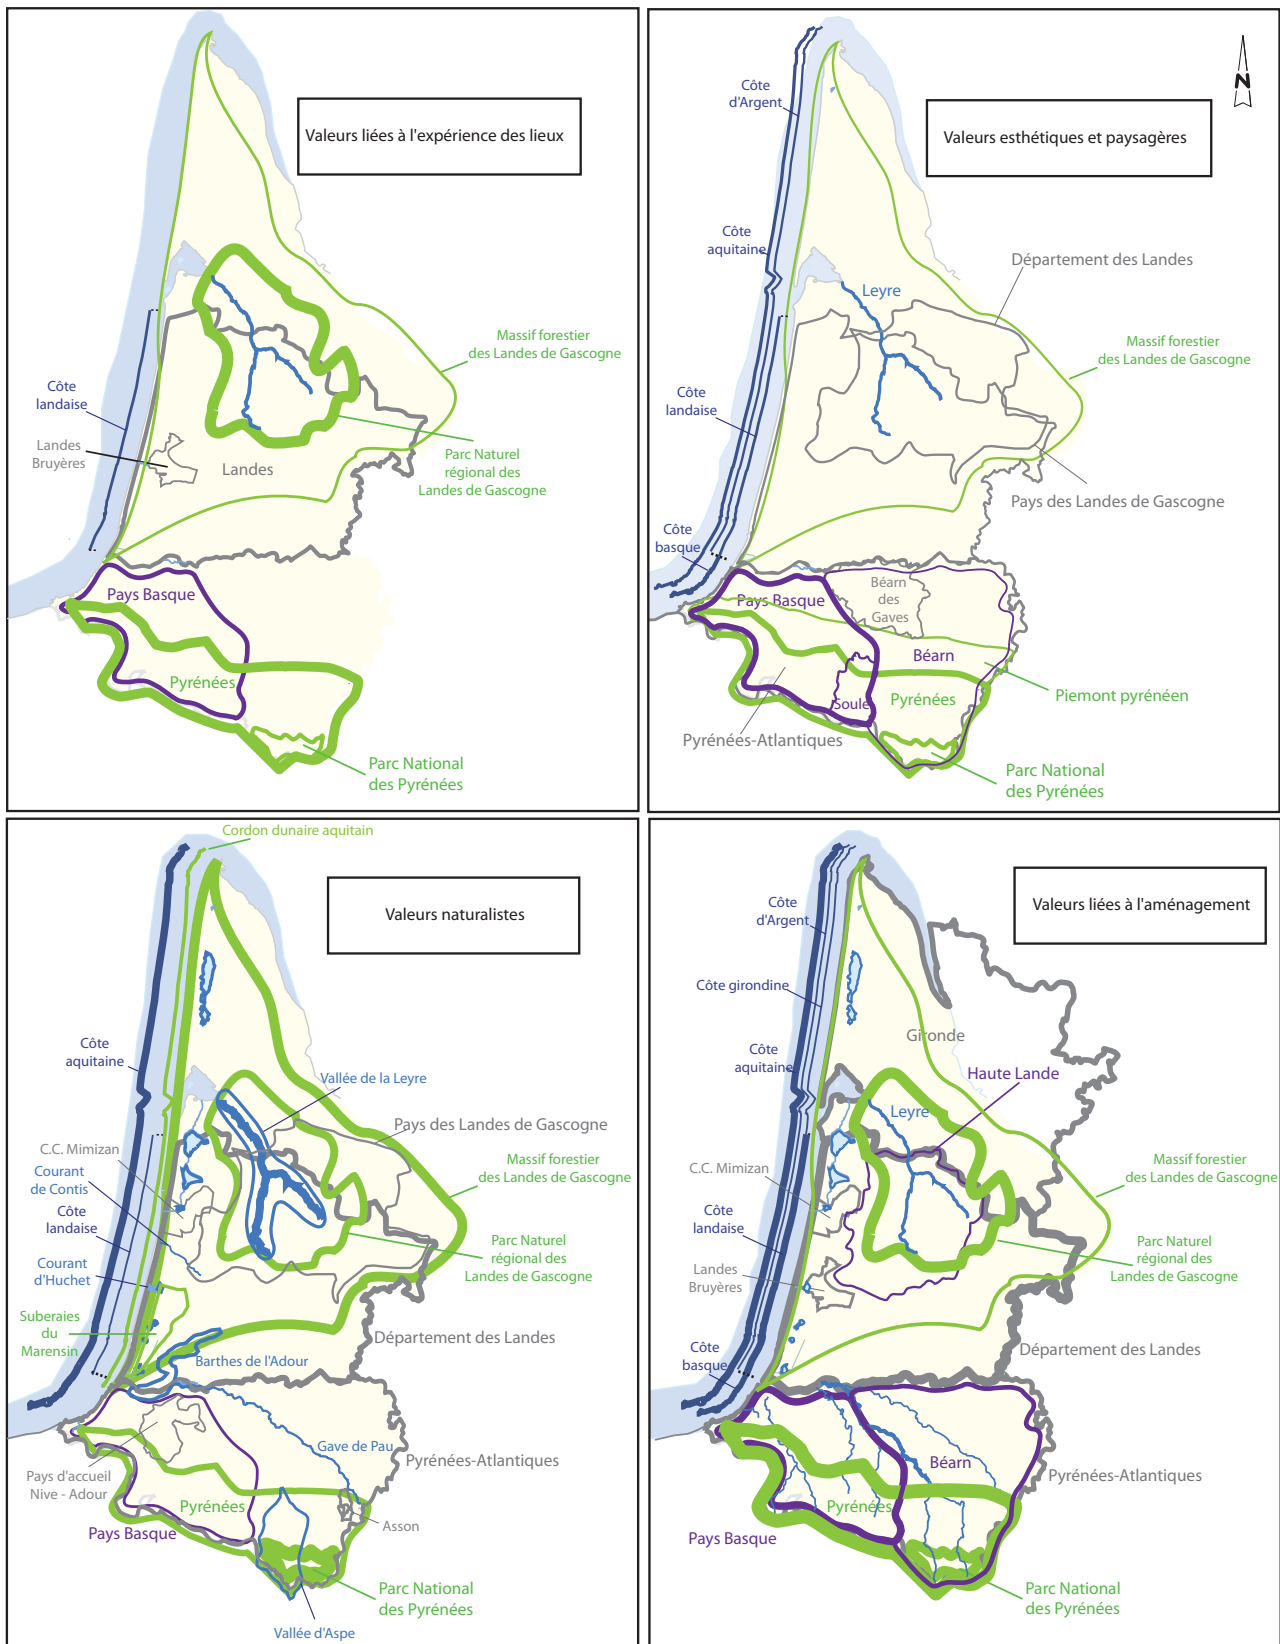 Valeurs liées à l'expérience des lieux
Massif forestier
des Landes de Gascogne
Côte
landaise
Landes
Bruyères
Landes
Parc Naturel
régional des
Landes de Gascogne
Pays Basque
Pyrénées
Parc National
des Pyrénées
Valeurs esthétiques et paysagères
N
Côte
d'Argent
Côte
aquitaine
Département des Landes
Leyre
Massif forestier
des Landes de Gascogne
Côte
landaise
Pays des Landes de Gascogne
Côte
basque
Pays Basque
Béarn
des
Gaves
Béarn
Soule
Pyrénées
Piemont pyrénéen
Pyrénées-Atlantiques
Parc National
des Pyrénées
Cordon dunaire aquitain
Valeurs naturalistes
Côte
aquitaine
Vallée de la Leyre
Pays des Landes de Gascogne
C.C. Mimizan
Courant
de Contis
Massif forestier
des Landes de Gascogne
Côte
landaise
Parc Naturel
régional des
Landes de Gascogne
Courant
d'Huchet
Suberaies
du
Marensin
Département des Landes
Barthes de l'Adour
Gave de Pau
Pyrénées-Atlantiques
Pays d'accueil
Nive - Adour
Pyrénées
Asson
Pays Basque
Parc National
des Pyrénées
Vallée d'Aspe
Valeurs liées à l'aménagement
Côte
d'Argent
Côte girondine
Gironde
Côte
aquitaine
Haute Lande
Leyre
C.C. Mimizan
Massif forestier
des Landes de Gascogne
Côte
landaise
Parc Naturel
régional des
Landes de Gascogne
Landes
Bruyères
Département des Landes
Côte
basque
Béarn
Pyrénées-Atlantiques
Pyrénées
Pays Basque
Parc National
des Pyrénées